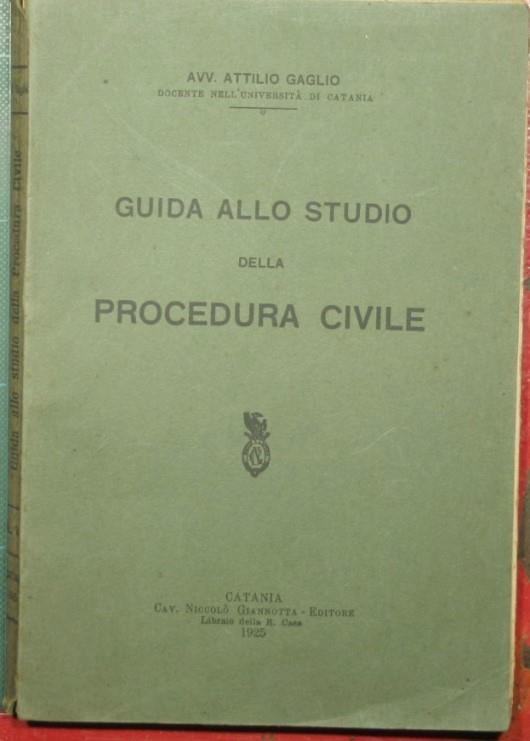 AVV. ATTILIO GAGLIO
DOCENTE NELL'UNIVERSITÀ DI CATANIA
GUIDA ALLO STUDIO
DELLA
PROCEDURA CIVILE
CATANIA
CAV. NICCOLÒ GIANNOTTA - EDITORE
Libraio della R. Casa
1925
Guida allo studio della Procedura Civile